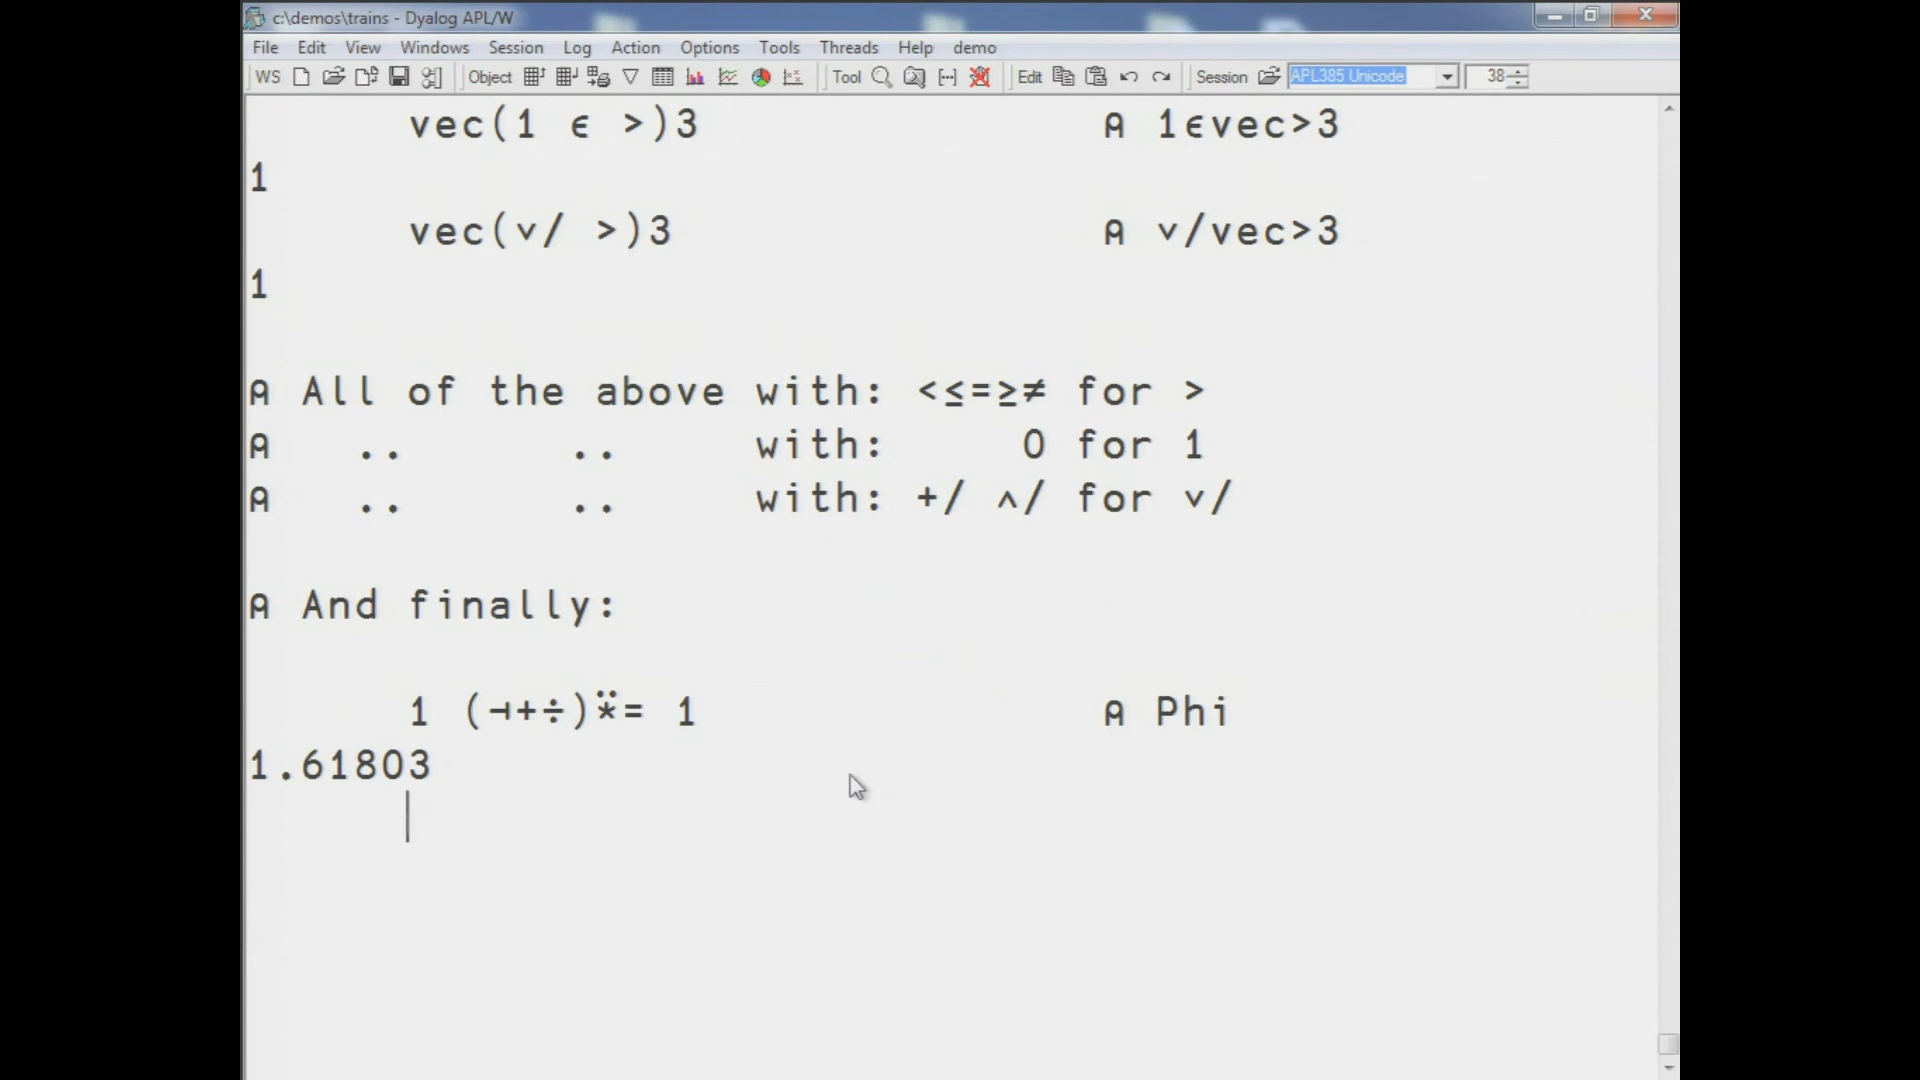 c:\demos\trains - Dyalog APL/W
File Edit View Windows Session Log Action Options Tools Threads Help demo
WS Object Tool Edit Session APL385 Unicode 38
vec(1 ∊ >)3 ⍝ 1∊vec>3
1
vec(∨/ >)3 ⍝ ∨/vec>3
1
⍝ All of the above with: <≤=≥≠ for >
⍝ .. .. with: 0 for 1
⍝ .. .. with: +/ ∧/ for ∨/
⍝ And finally:
1 (⊣+÷)⍣= 1 ⍝ Phi
1.61803